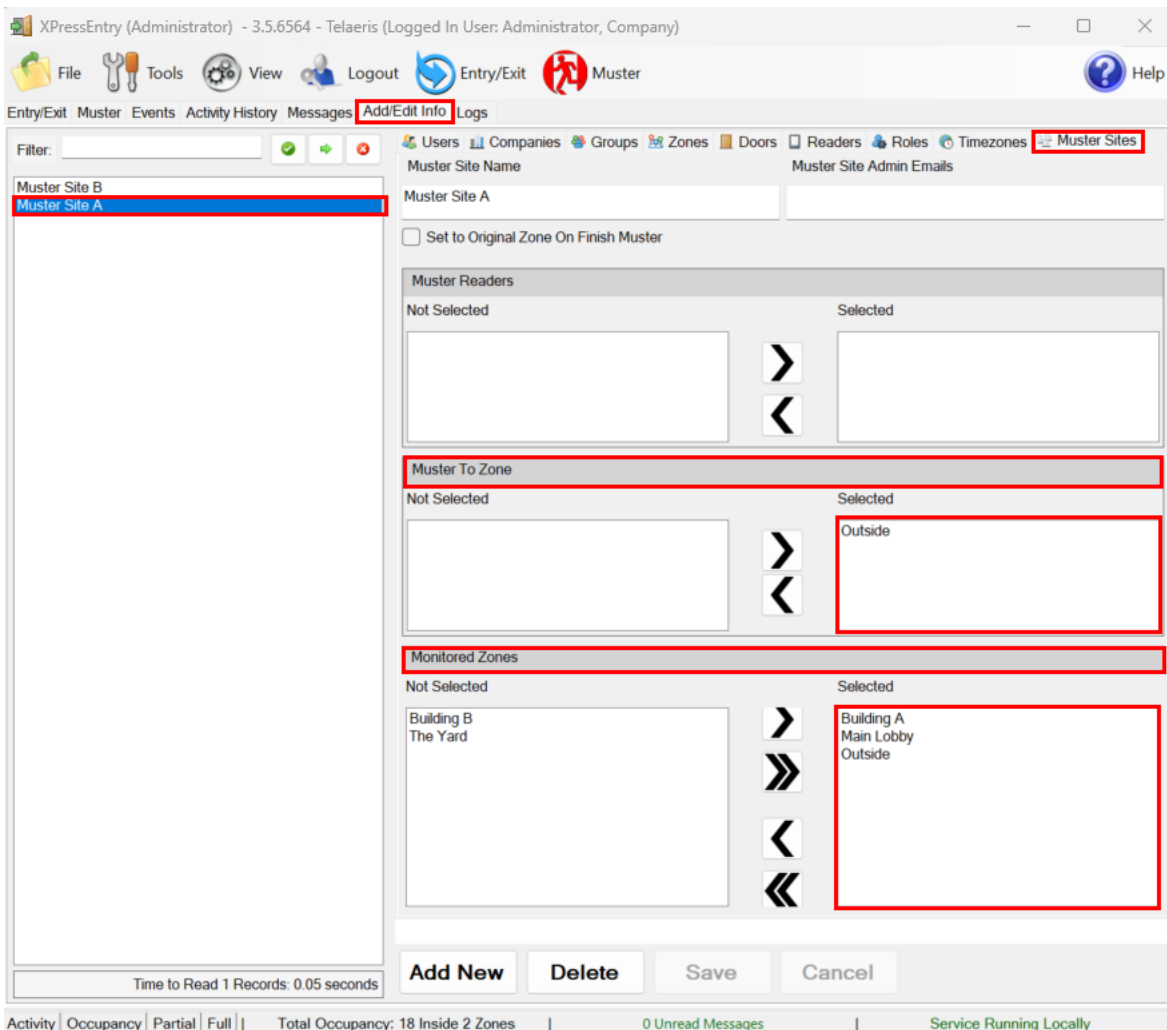 XPressEntry (Administrator) - 3.5.6564 - Telaeris (Logged In User: Administrator, Company)
File Tools View Logout Entry/Exit Muster Help
Entry/Exit Muster Events Activity History Messages Add/Edit Info Logs
Filter:
Muster Site B
Muster Site A
Time to Read 1 Records: 0.05 seconds
Users Companies Groups Zones Doors Readers Roles Timezones Muster Sites
Muster Site Name Muster Site Admin Emails
Muster Site A
Set to Original Zone On Finish Muster
Muster Readers
Not Selected Selected
Muster To Zone
Not Selected Selected
Outside
Monitored Zones
Not Selected Selected
Building B Building A
The Yard Main Lobby
Outside
Add New Delete Save Cancel
Activity Occupancy Partial Full | Total Occupancy: 18 Inside 2 Zones | 0 Unread Messages | Service Running Locally